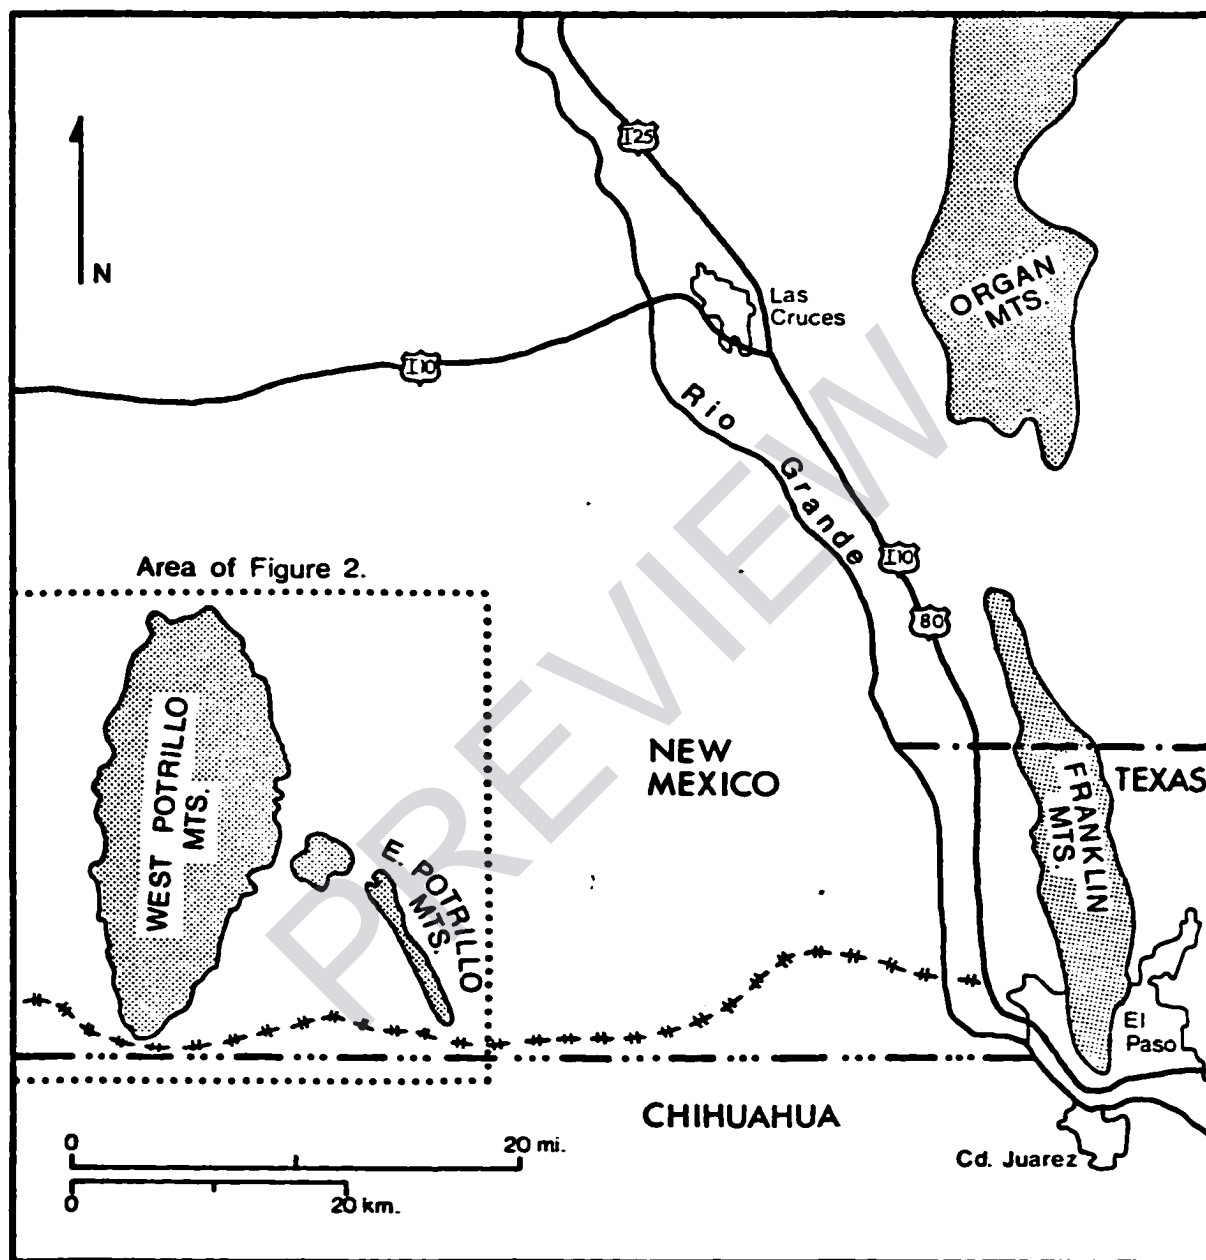 I25
N
ORGAN
MTS.
Las
Cruces
I10
Rio Grande
I10
80
Area of Figure 2.
WEST POTRILLO
MTS.
E. POTRILLO
MTS.
NEW
MEXICO
TEXAS
FRANKLIN
MTS.
El
Paso
CHIHUAHUA
Cd. Juarez
0 20 mi.
0 20 km.
PREVIEW